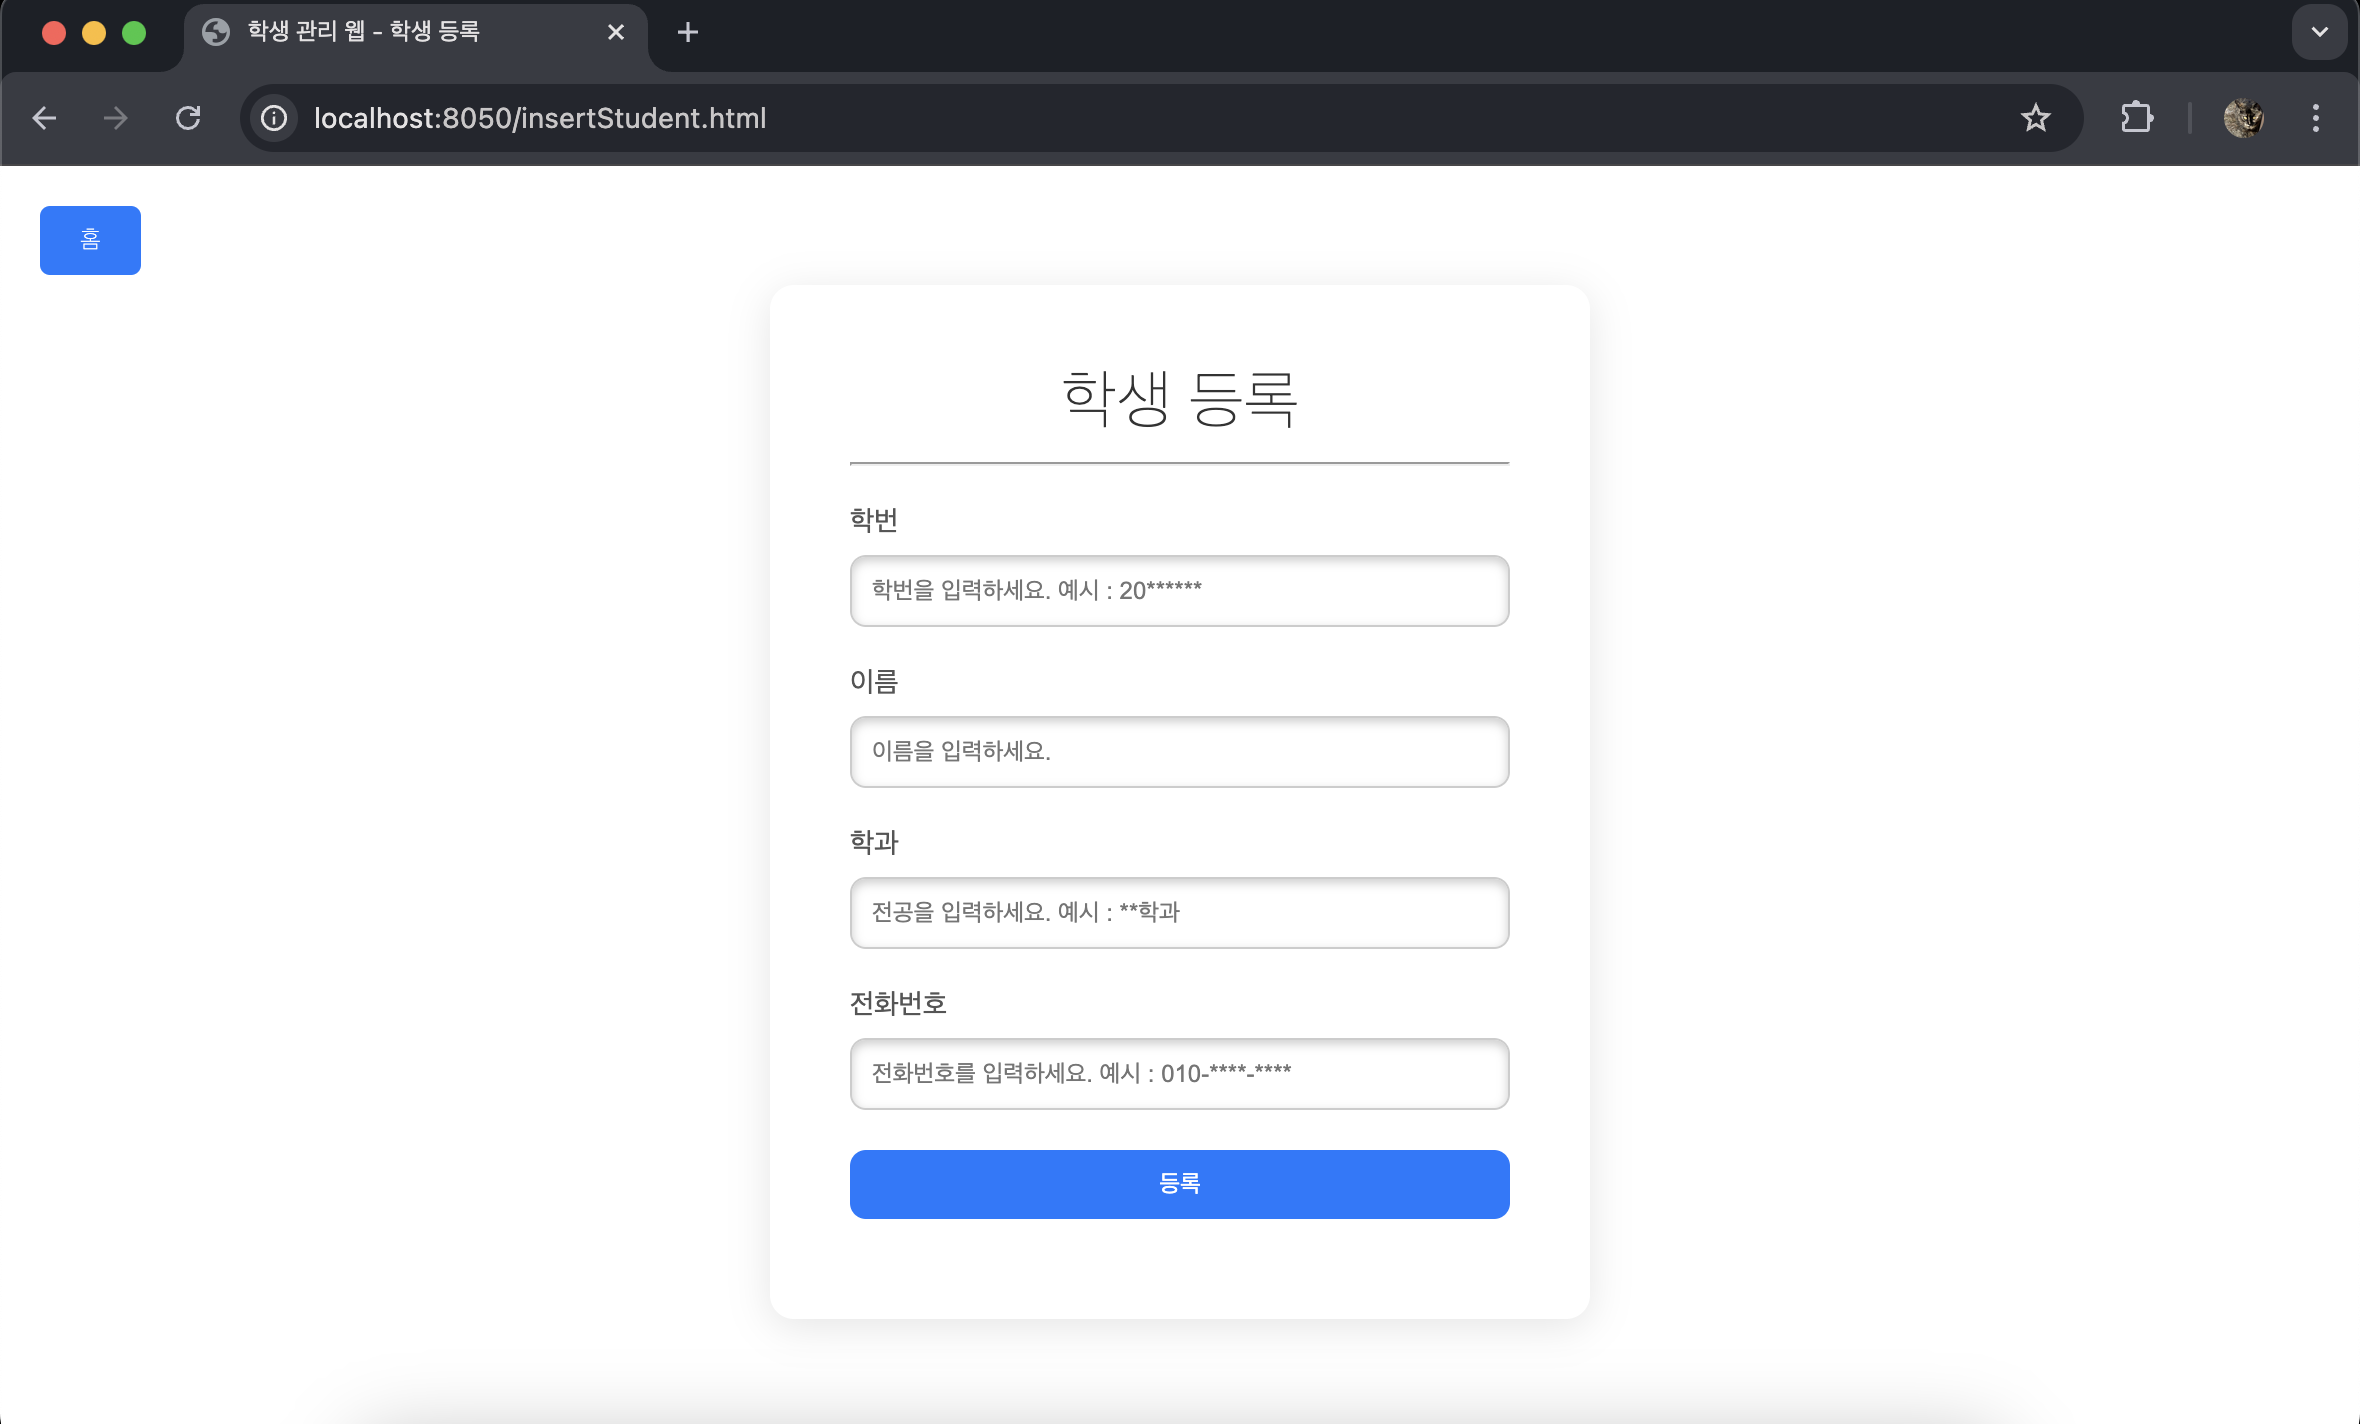 학생 관리 웹 - 학생 등록
localhost:8050/insertStudent.html
홈
학생 등록
학번
학번을 입력하세요. 예시 : 20******
이름
이름을 입력하세요.
학과
전공을 입력하세요. 예시 : **학과
전화번호
전화번호를 입력하세요. 예시 : 010-****-****
등록